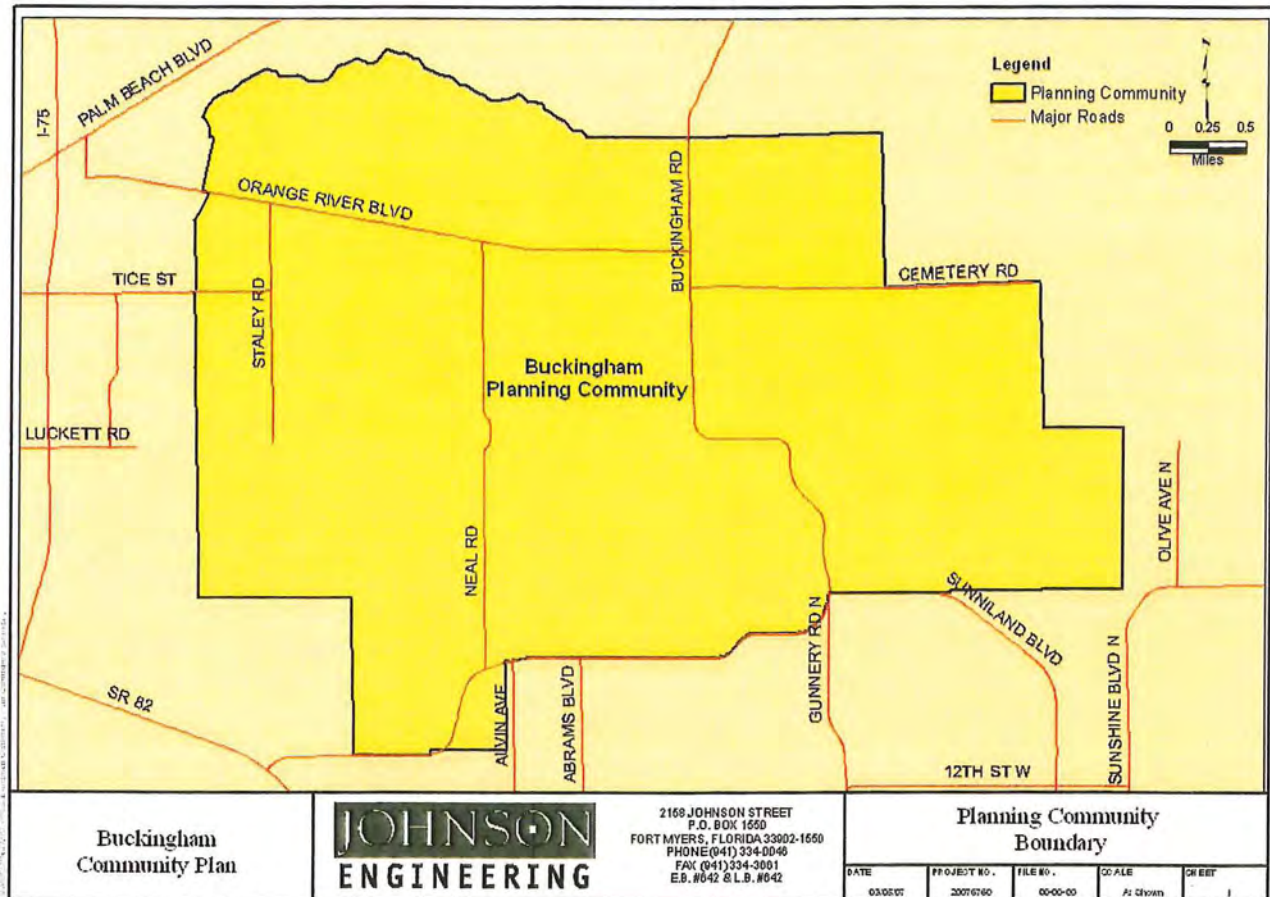 PALM BEACH BLVD
I-75
Legend
Planning Community
Major Roads
0 0.25 0.5
Miles
ORANGE RIVER BLVD
BUCKINGHAM RD
TICE ST
STALEY RD
CEMETERY RD
Buckingham
Planning Community
LUCKETT RD
NEAL RD
OLIVE AVE N
SUNNILAND BLVD
GUNNERY RD N
SUNSHINE BLVD N
SR 82
ALVIN AVE
ABRAMS BLVD
12TH ST W
Buckingham
Community Plan
JOHNSON
ENGINEERING
2158 JOHNSON STREET
P.O. BOX 1550
FORT MYERS, FLORIDA 33902-1550
PHONE (941) 334-0046
FAX (941) 334-3661
E.B. #642 & L.B. #642
Planning Community
Boundary
DATE PROJECT NO. FILE NO. SCALE SHEET
20076760 00-00-00 As Shown 1